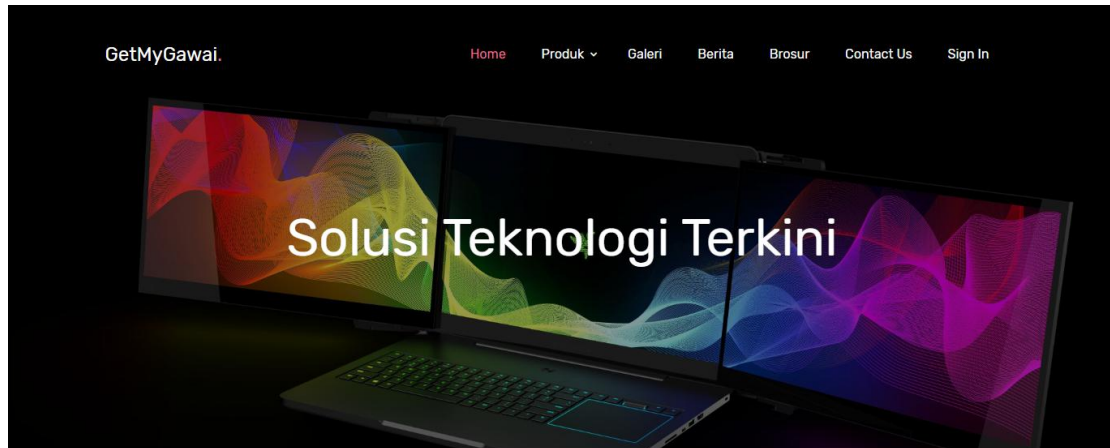 GetMyGawai.
Home Produk Galeri Berita Brosur Contact Us Sign In
Solusi Teknologi Terkini